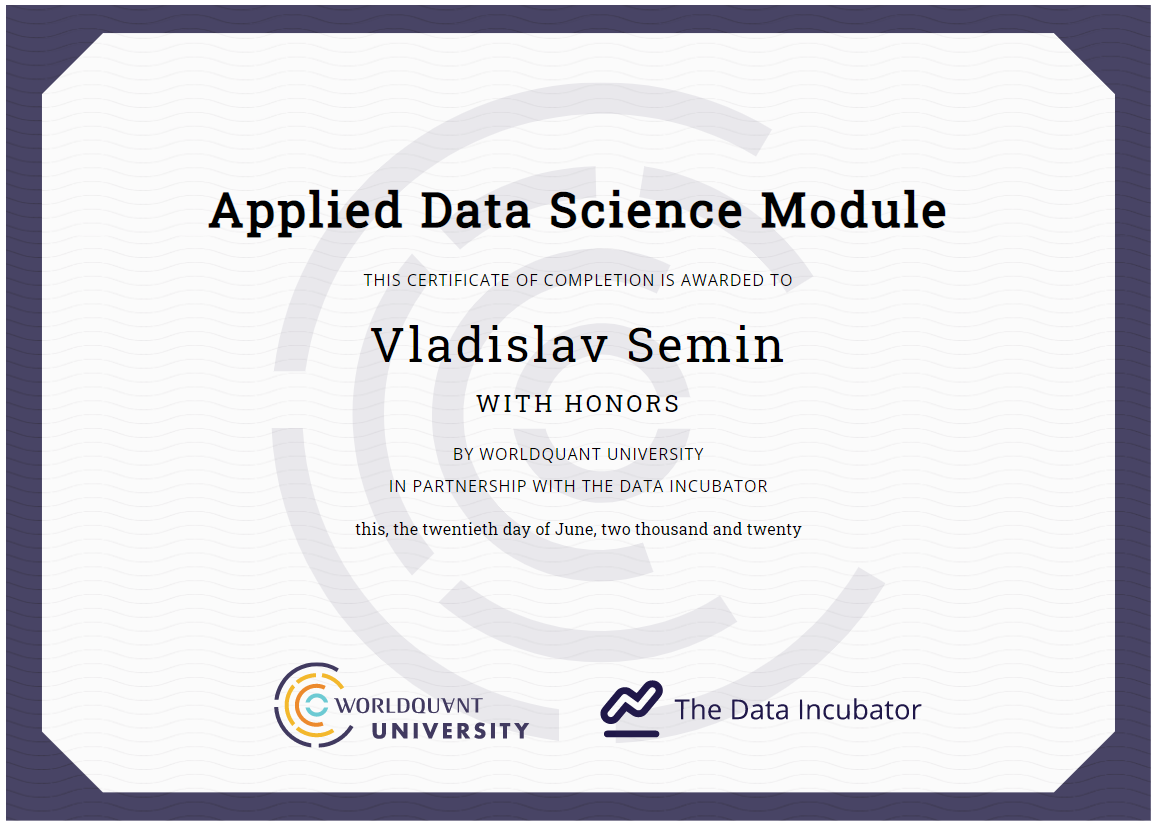 Applied Data Science Module
THIS CERTIFICATE OF COMPLETION IS AWARDED TO
Vladislav Semin
WITH HONORS
BY WORLDQUANT UNIVERSITY
IN PARTNERSHIP WITH THE DATA INCUBATOR
this, the twentieth day of June, two thousand and twenty
WORLDQUANT
UNIVERSITY
The Data Incubator